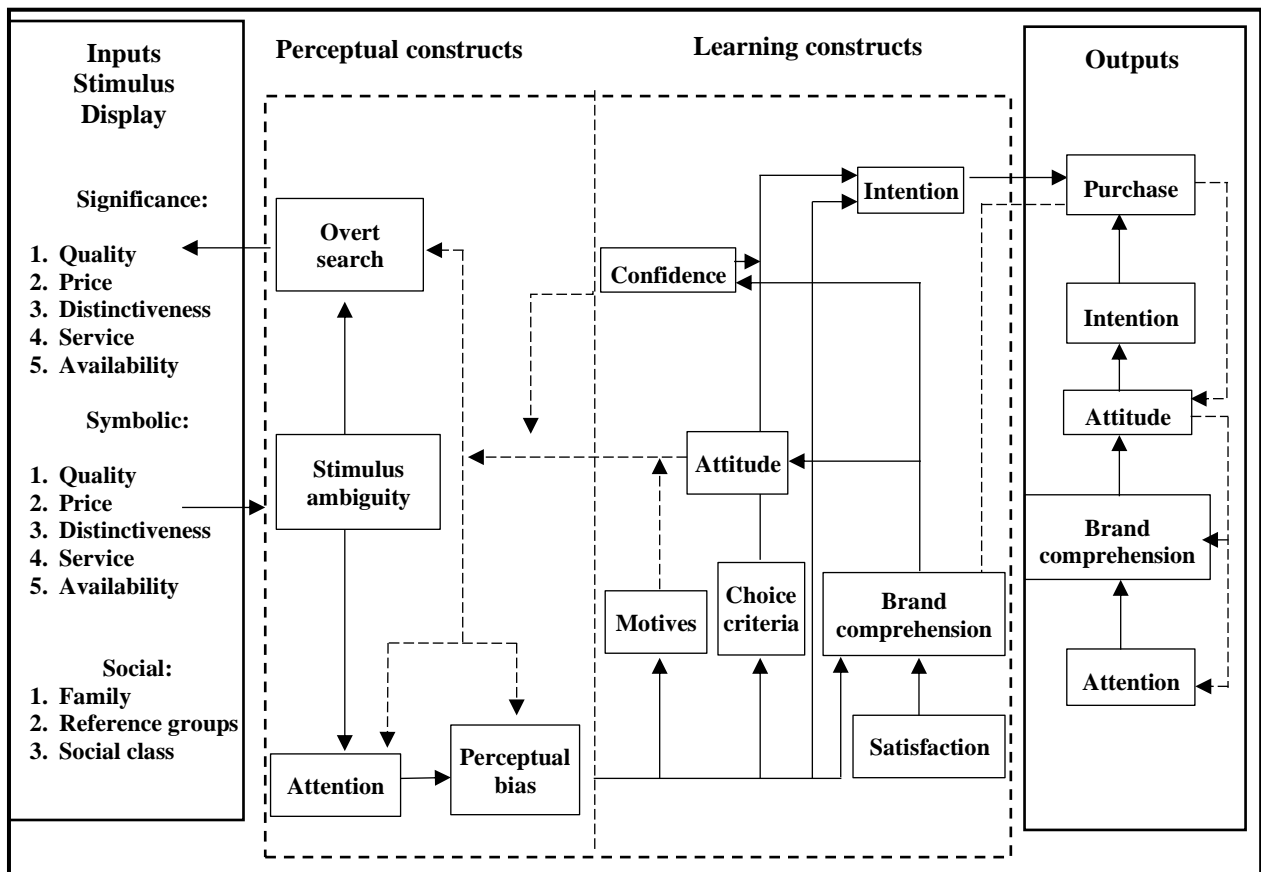 Inputs
Stimulus
Display
Significance:
1. Quality
2. Price
3. Distinctiveness
4. Service
5. Availability
Symbolic:
1. Quality
2. Price
3. Distinctiveness
4. Service
5. Availability
Social:
1. Family
2. Reference groups
3. Social class
Perceptual constructs
Overt
search
Stimulus
ambiguity
Attention
Perceptual
bias
Learning constructs
Intention
Confidence
Attitude
Motives
Choice
criteria
Brand
comprehension
Satisfaction
Outputs
Purchase
Intention
Attitude
Brand
comprehension
Attention